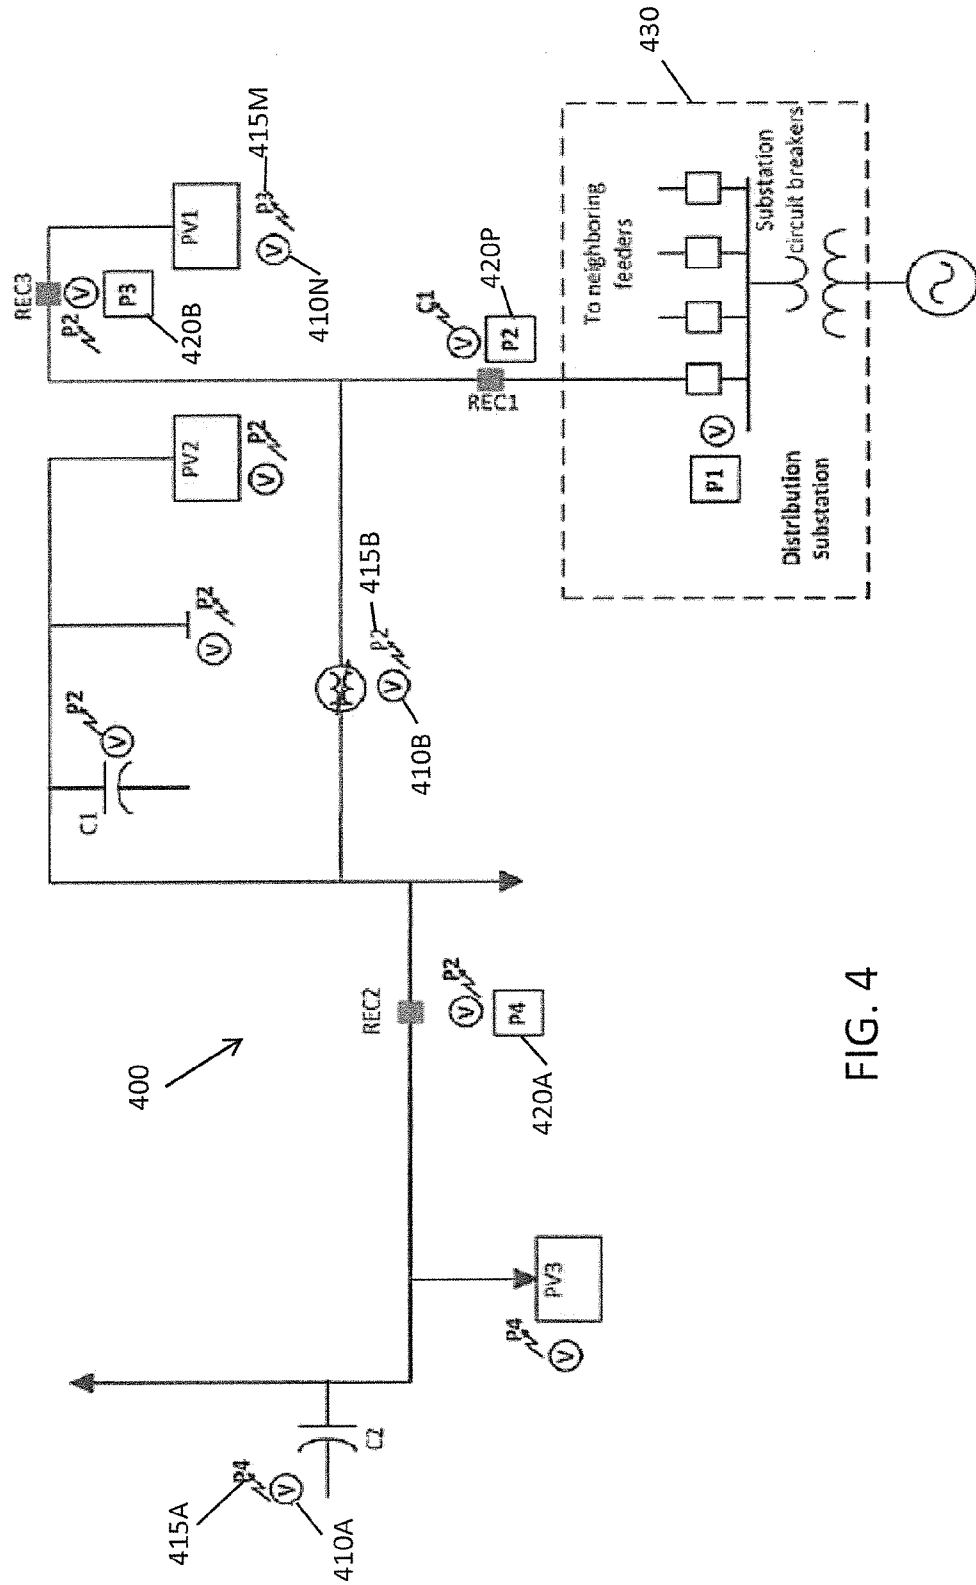 430
415M
PV1
P3
V
410N
REC3
P2
V
P3
420B
C1
V
P2
420P
REC1
To neighboring
feeders
Substation
circuit breakers
P1
V
Distribution
Substation
PV2
P2
V
P2
V
P2
V
C1
415B
P2
V
410B
400
REC2
P2
V
P4
420A
PV3
P4
V
C2
415A
P4
V
410A
FIG. 4